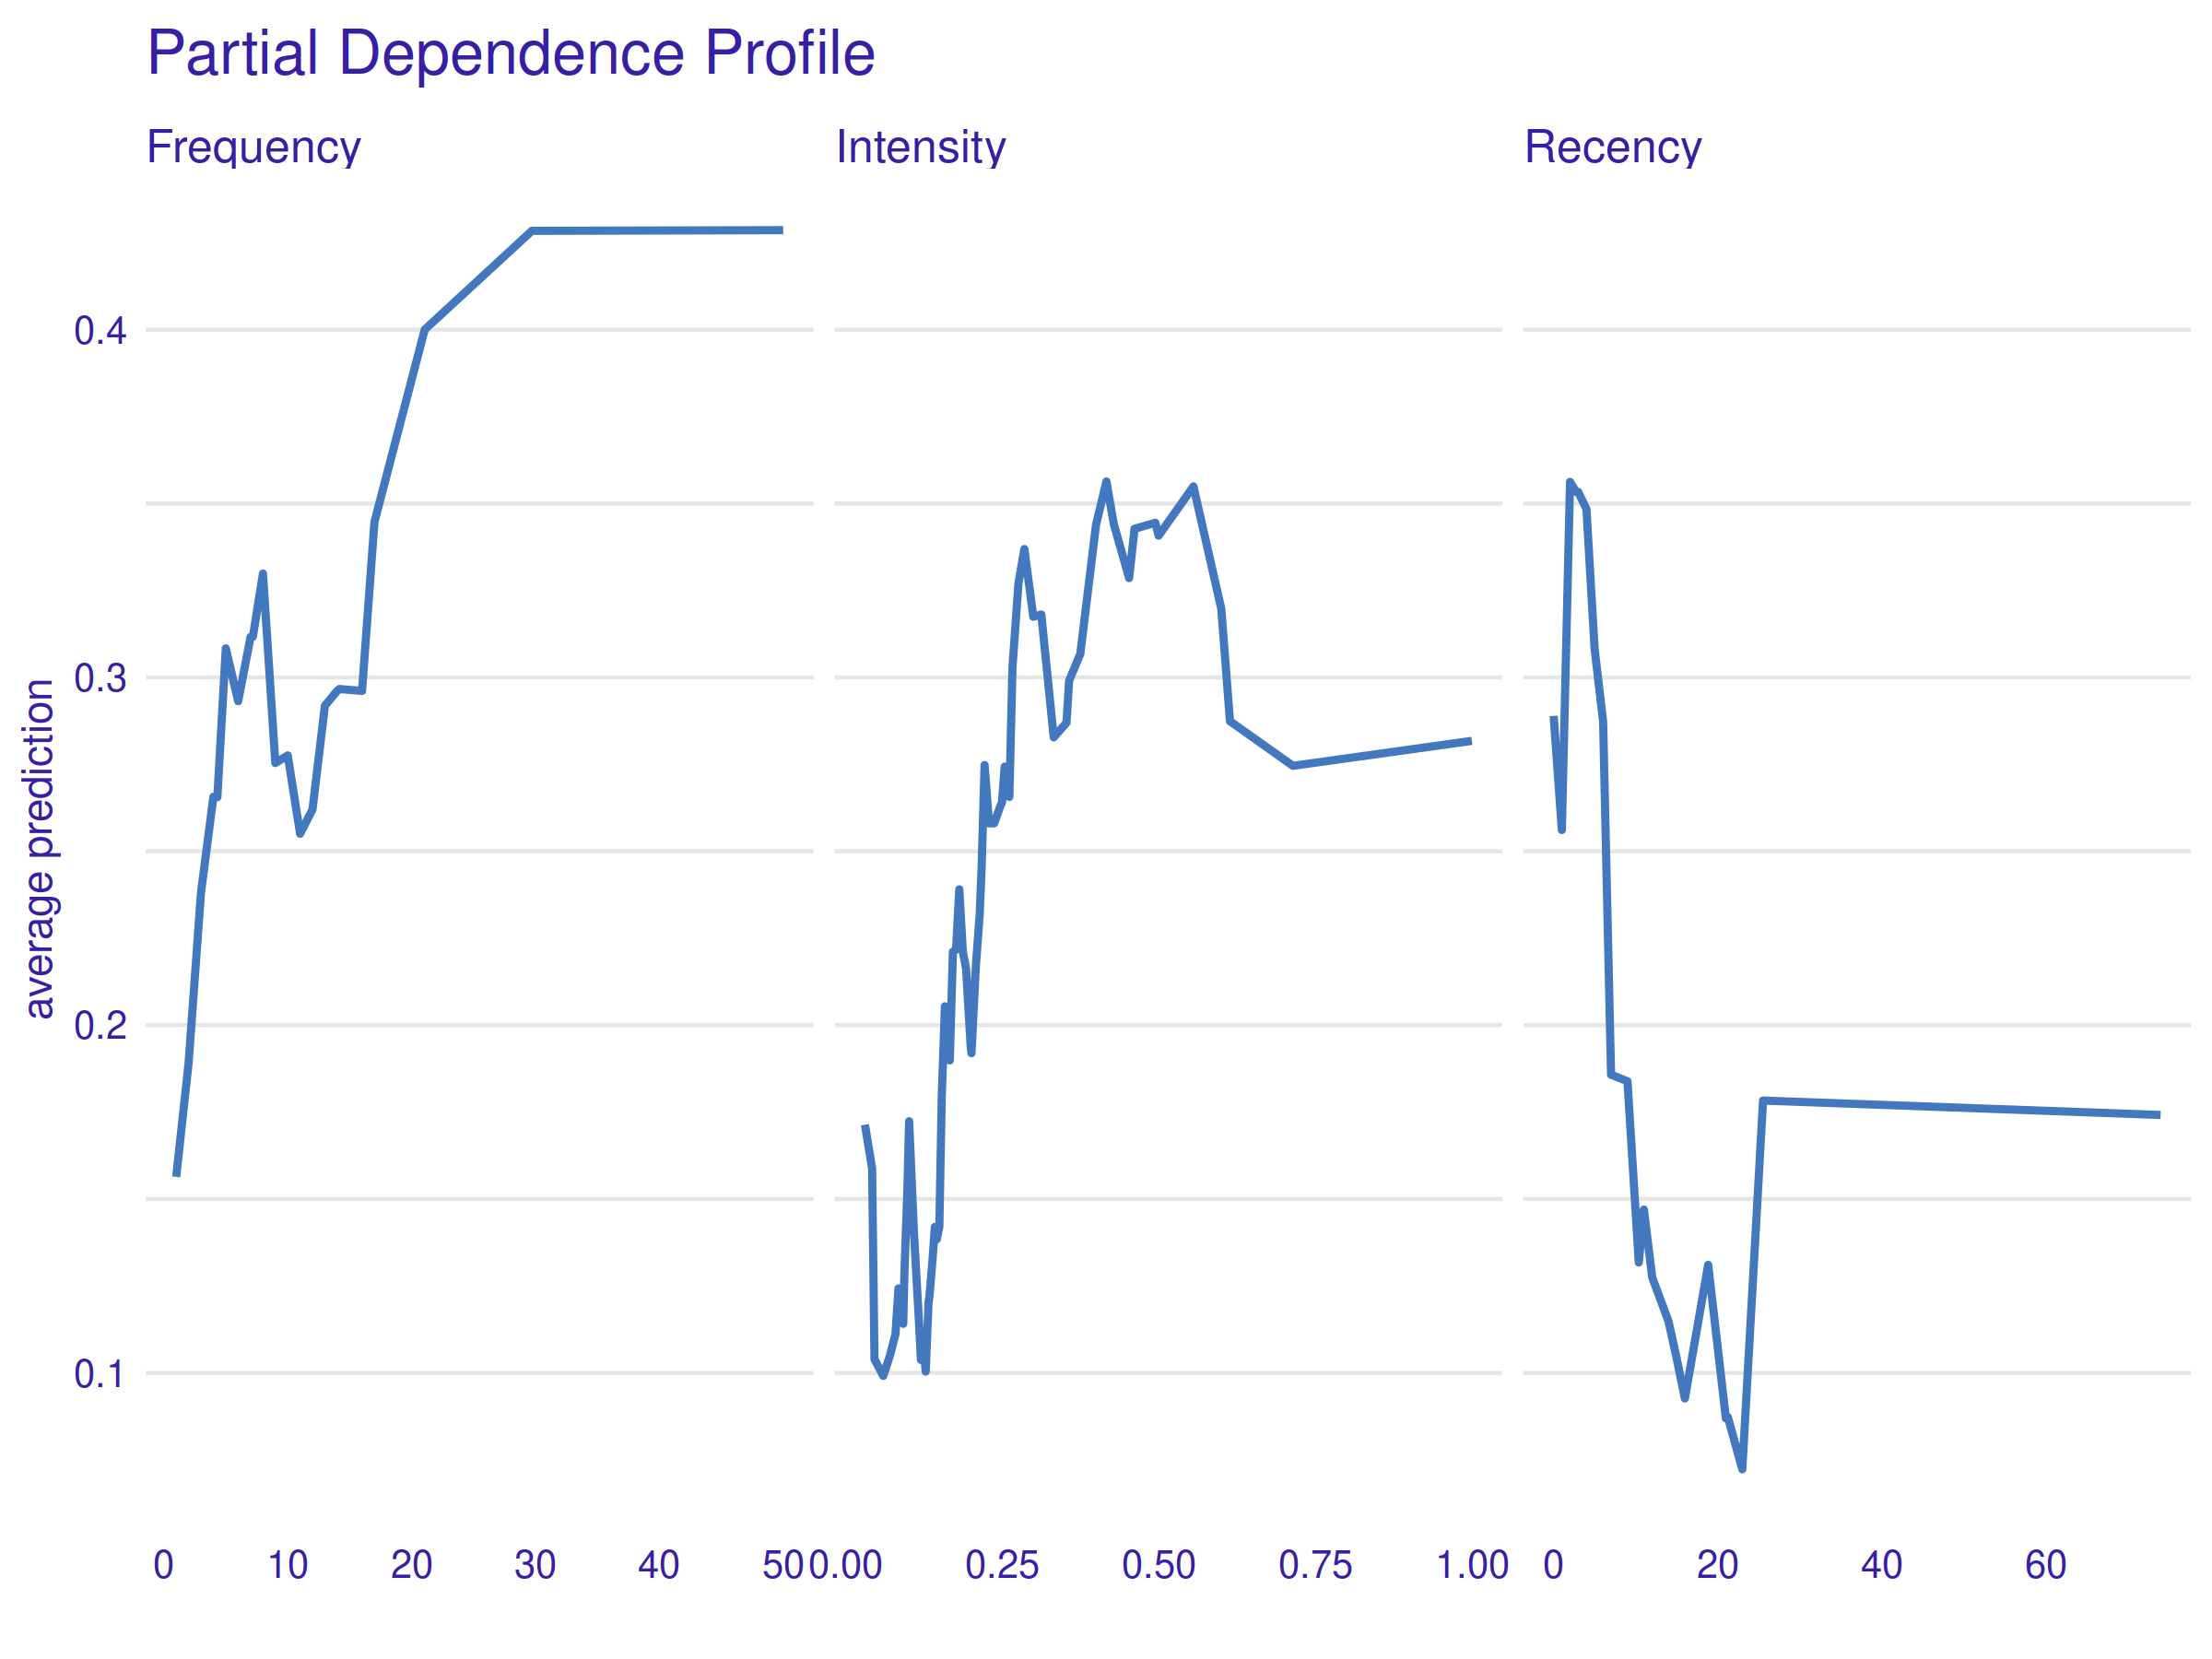 Partial Dependence Profile
Frequency Intensity Recency
0.4
0.3
0.2
0.1
average prediction
0 10 20 30 40 50 0.00 0.25 0.50 0.75 1.00 0 20 40 60